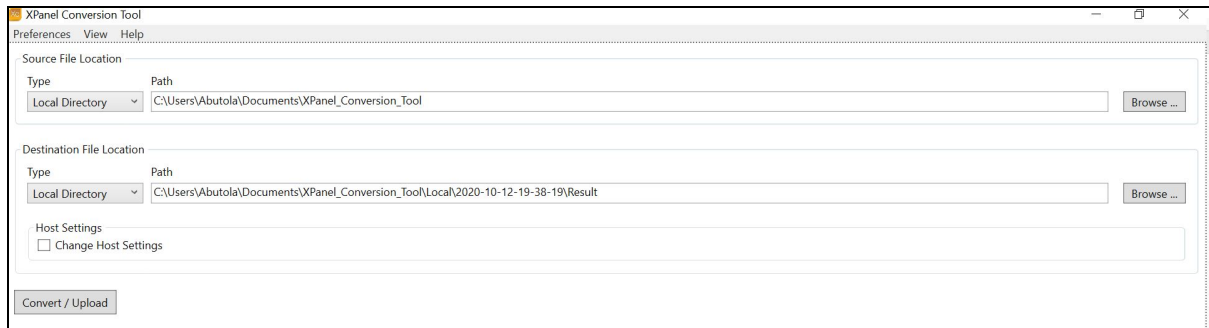 XPanel Conversion Tool
Preferences View Help
Source File Location
Type Path
Local Directory C:\Users\Abutola\Documents\XPanel_Conversion_Tool Browse ...
Destination File Location
Type Path
Local Directory C:\Users\Abutola\Documents\XPanel_Conversion_Tool\Local\2020-10-12-19-38-19\Result Browse ...
Host Settings
Change Host Settings
Convert / Upload